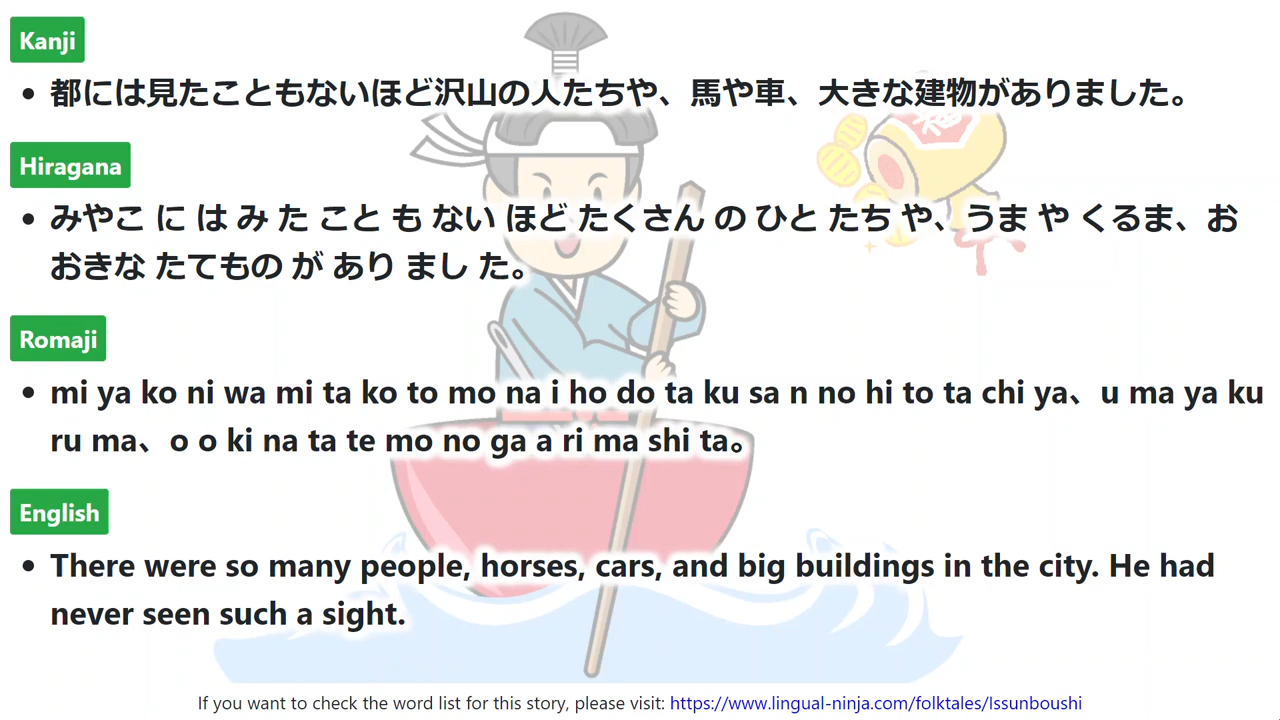 Kanji
• 都には見たこともないほど沢山の人たちや、馬や車、大きな建物がありました。
福
Hiragana
• みやこ に は み た こと も ない ほど たくさん の ひと たち や、うま や くるま、お
おきな たてもの が あり まし た。
Romaji
• mi ya ko ni wa mi ta ko to mo na i ho do ta ku sa n no hi to ta chi ya、u ma ya ku
ru ma、o o ki na ta te mo no ga a ri ma shi ta。
English
• There were so many people, horses, cars, and big buildings in the city. He had
never seen such a sight.
If you want to check the word list for this story, please visit: https://www.lingual-ninja.com/folktales/Issunboushi